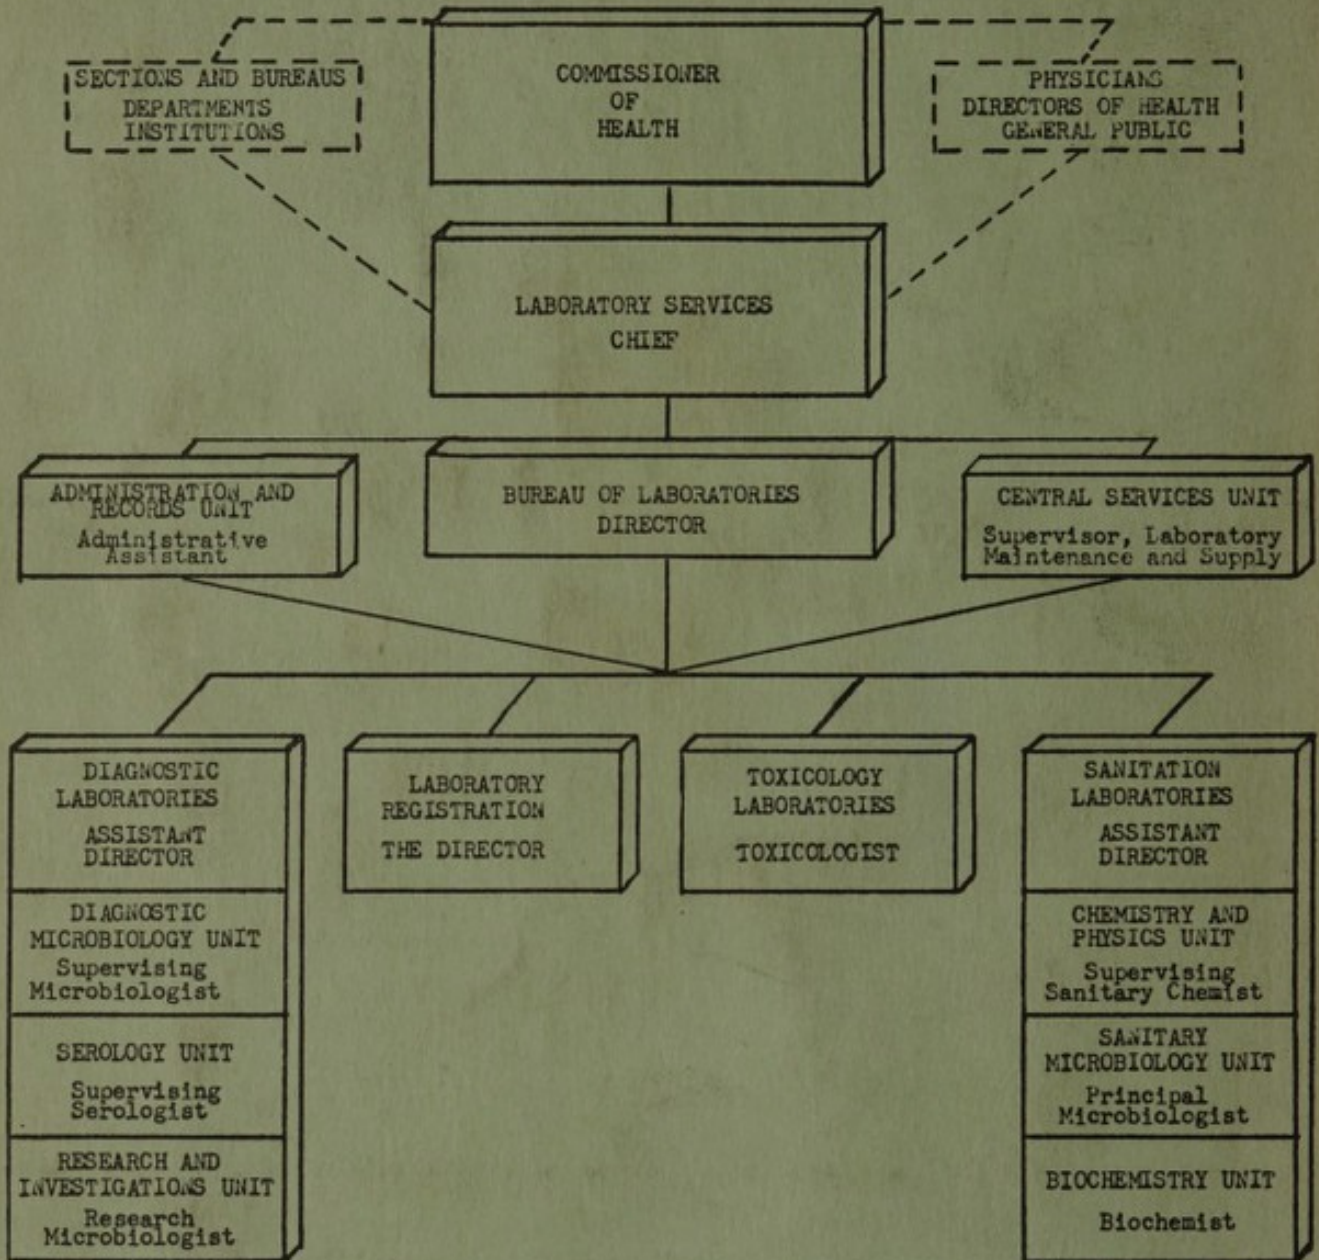 COMMISSIONER
OF
HEALTH
SECTIONS AND BUREAUS
DEPARTMENTS
INSTITUTIONS
PHYSICIANS
DIRECTORS OF HEALTH
GENERAL PUBLIC
LABORATORY SERVICES
CHIEF
ADMINISTRATION AND
RECORDS UNIT
Administrative
Assistant
BUREAU OF LABORATORIES
DIRECTOR
CENTRAL SERVICES UNIT
Supervisor, Laboratory
Maintenance and Supply
DIAGNOSTIC
LABORATORIES
ASSISTANT
DIRECTOR
DIAGNOSTIC
MICROBIOLOGY UNIT
Supervising
Microbiologist
SEROLOGY UNIT
Supervising
Serologist
RESEARCH AND
INVESTIGATIONS UNIT
Research
Microbiologist
LABORATORY
REGISTRATION
THE DIRECTOR
TOXICOLOGY
LABORATORIES
TOXICOLOGIST
SANITATION
LABORATORIES
ASSISTANT
DIRECTOR
CHEMISTRY AND
PHYSICS UNIT
Supervising
Sanitary Chemist
SANITARY
MICROBIOLOGY UNIT
Principal
Microbiologist
BIOCHEMISTRY UNIT
Biochemist